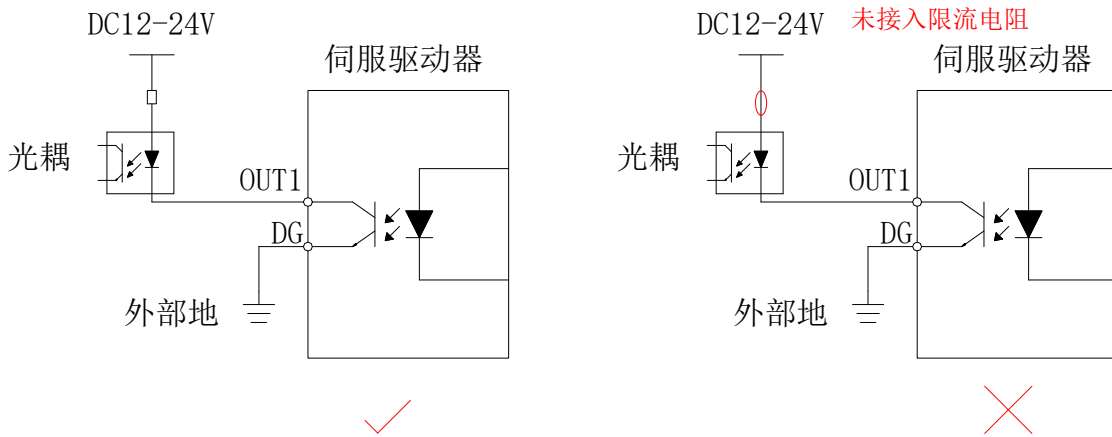 DC12-24V
伺服驱动器
光耦
OUT1
DG
外部地
DC12-24V
未接入限流电阻
伺服驱动器
光耦
OUT1
DG
外部地